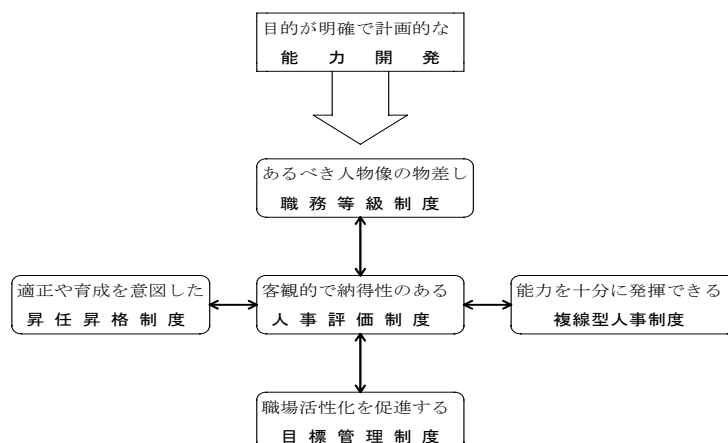 目的が明確で計画的な
能力開発
あるべき人物像の物差し
職務等級制度
適正や育成を意図した
昇任昇格制度
客観的で納得性のある
人事評価制度
能力を十分に発揮できる
複線型人事制度
職場活性化を促進する
目標管理制度